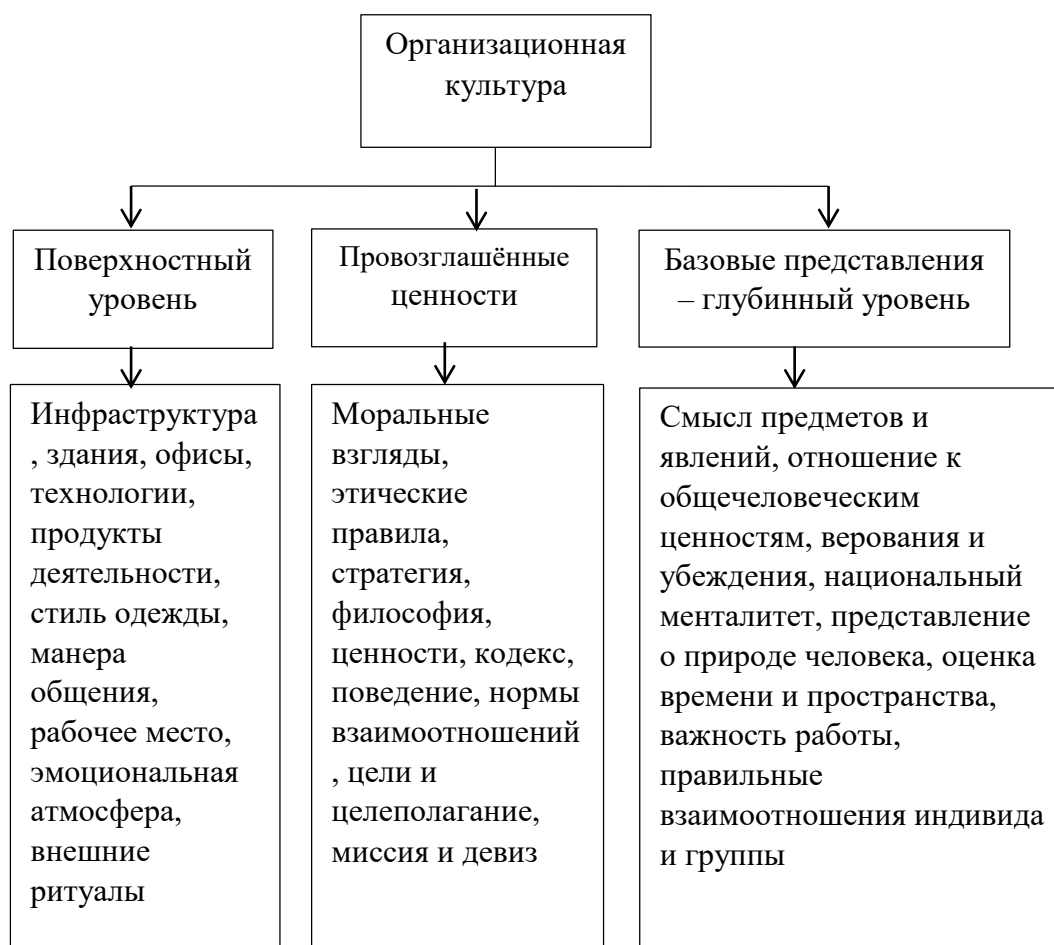 Организационная
культура
Поверхностный
уровень
Провозглашённые
ценности
Базовые представления
– глубинный уровень
Инфраструктура
, здания, офисы,
технологии,
продукты
деятельности,
стиль одежды,
манера
общения,
рабочее место,
эмоциональная
атмосфера,
внешние
ритуалы
Моральные
взгляды,
этические
правила,
стратегия,
философия,
ценности, кодекс,
поведение, нормы
взаимоотношений
, цели и
целеполагание,
миссия и девиз
Смысл предметов и
явлений, отношение к
общечеловеческим
ценностям, верования и
убеждения, национальный
менталитет, представление
о природе человека, оценка
времени и пространства,
важность работы,
правильные
взаимоотношения индивида
и группы